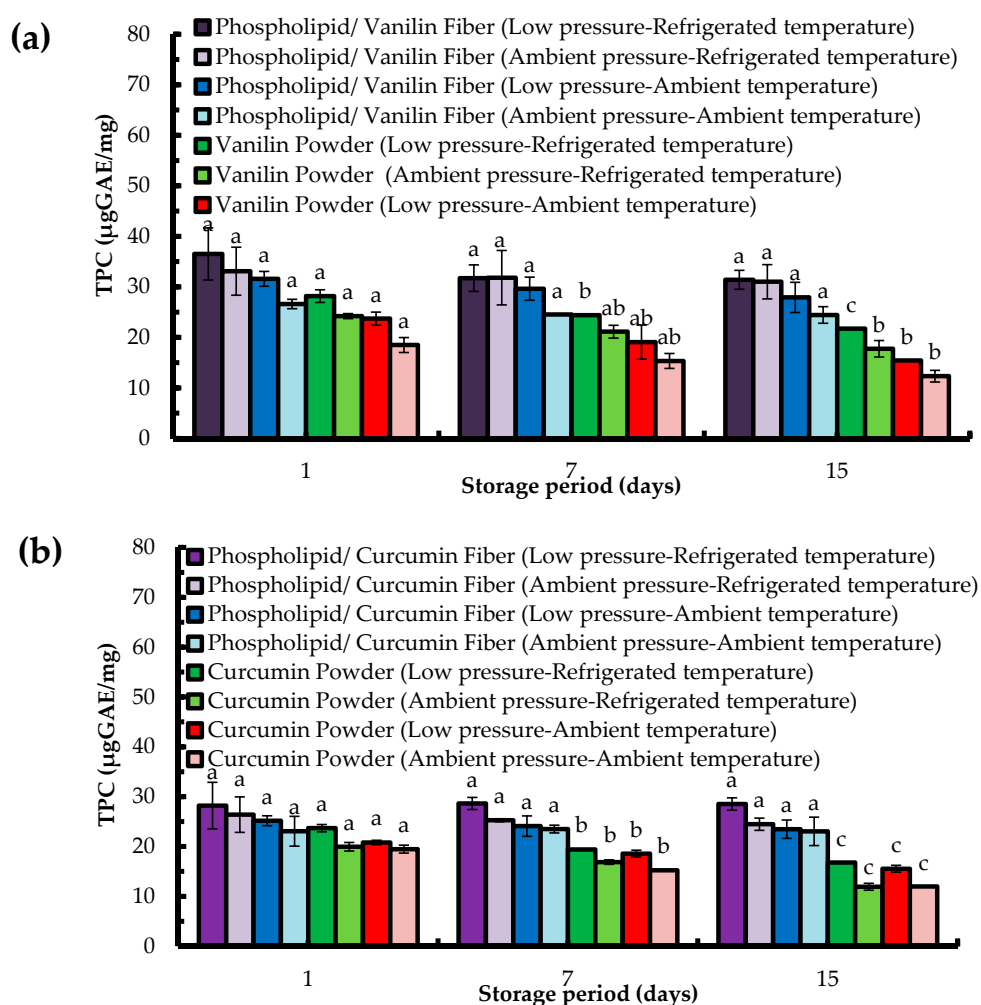 (a)
80
70
60
50
40
30
20
10
0
TPC (µgGAE/mg)
Phospholipid/ Vanilin Fiber (Low pressure-Refrigerated temperature)
Phospholipid/ Vanilin Fiber (Ambient pressure-Refrigerated temperature)
Phospholipid/ Vanilin Fiber (Low pressure-Ambient temperature)
Phospholipid/ Vanilin Fiber (Ambient pressure-Ambient temperature)
Vanilin Powder (Low pressure-Refrigerated temperature)
Vanilin Powder (Ambient pressure-Refrigerated temperature)
Vanilin Powder (Low pressure-Ambient temperature)
a a a a a a a a
a a a a b ab ab ab
a a a a c b b b
1 7 15
Storage period (days)
(b)
80
70
60
50
40
30
20
10
0
TPC (µgGAE/mg)
Phospholipid/ Curcumin Fiber (Low pressure-Refrigerated temperature)
Phospholipid/ Curcumin Fiber (Ambient pressure-Refrigerated temperature)
Phospholipid/ Curcumin Fiber (Low pressure-Ambient temperature)
Phospholipid/ Curcumin Fiber (Ambient pressure-Ambient temperature)
Curcumin Powder (Low pressure-Refrigerated temperature)
Curcumin Powder (Ambient pressure-Refrigerated temperature)
Curcumin Powder (Low pressure-Ambient temperature)
Curcumin Powder (Ambient pressure-Ambient temperature)
a a a a a a a a
a a a a b b b b
a a a a c c c c
1 7 15
Storage period (days)